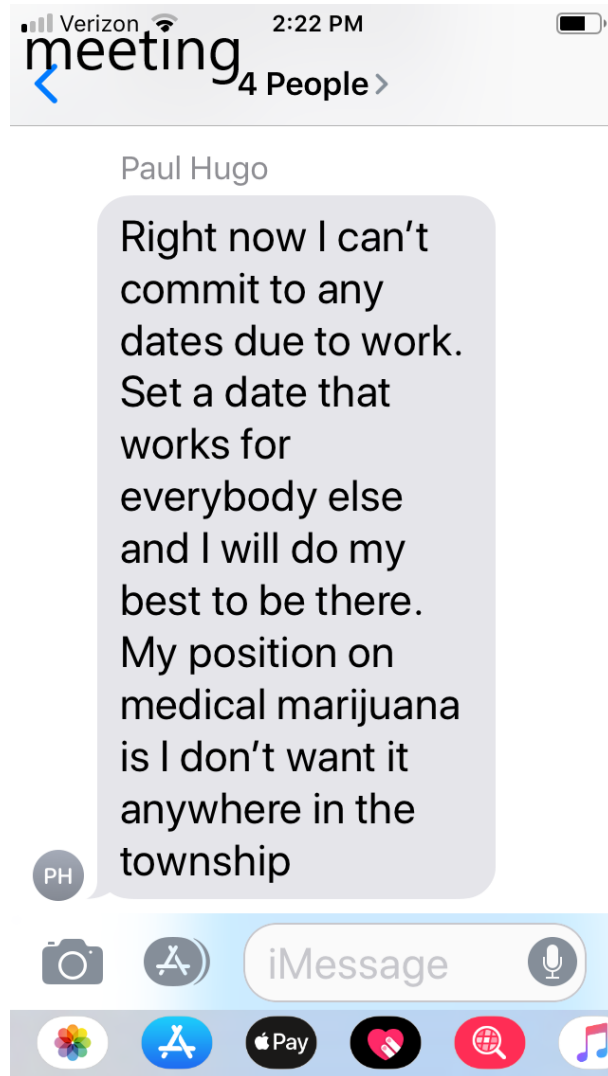 Verizon 2:22 PM
meeting
4 People
Paul Hugo
Right now I can't
commit to any
dates due to work.
Set a date that
works for
everybody else
and I will do my
best to be there.
My position on
medical marijuana
is I don't want it
anywhere in the
township
PH
iMessage
Pay